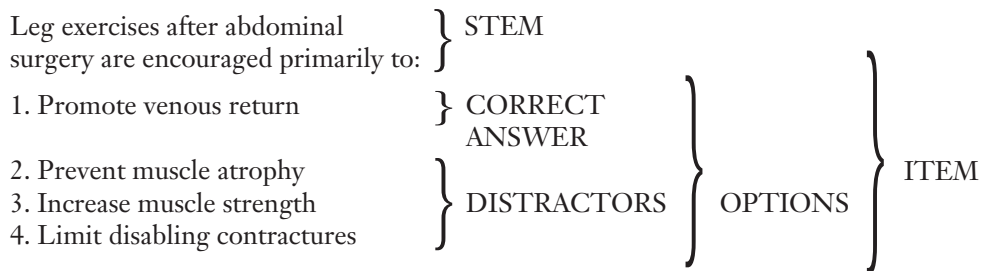 Leg exercises after abdominal
surgery are encouraged primarily to:
STEM
1. Promote venous return
CORRECT
ANSWER
2. Prevent muscle atrophy
3. Increase muscle strength
4. Limit disabling contractures
DISTRACTORS
OPTIONS
ITEM